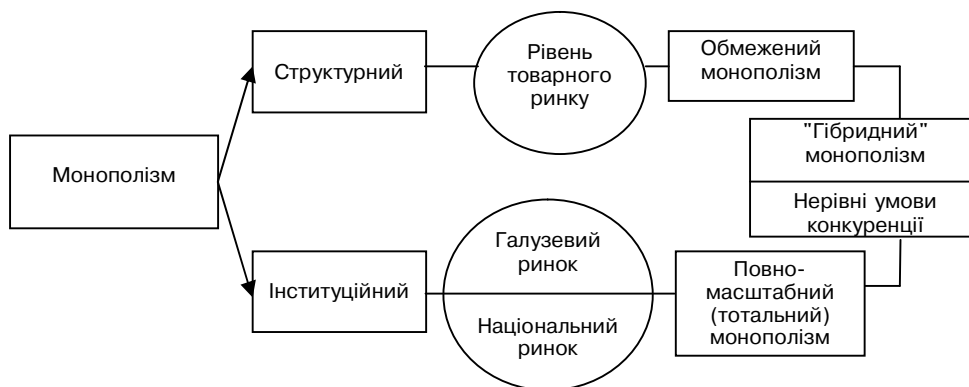 Монополізм
Структурний
Рівень
товарного
ринку
Обмежений
монополізм
"Гібридний"
монополізм
Нерівні умови
конкуренції
Інституційний
Галузевий
ринок
Національний
ринок
Повно-
масштабний
(тотальний)
монополізм